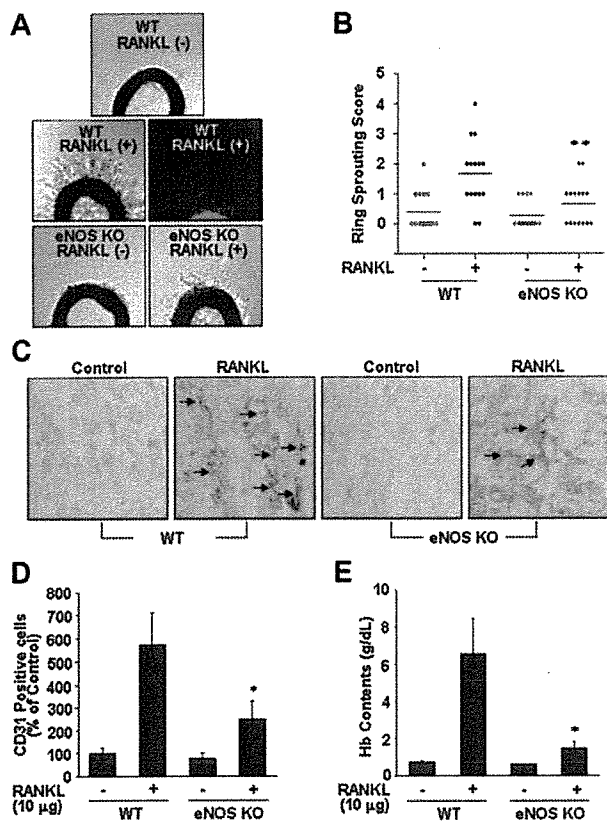 A
WT
RANKL (-)
WT
RANKL (+)
WT
RANKL (+)
eNOS KO
RANKL (-)
eNOS KO
RANKL (+)
B
Ring Sprouting Score
5
4
3
2
1
0
**
RANKL - + - +
WT eNOS KO
C
Control RANKL Control RANKL
WT eNOS KO
D
CD31 Positive cells
(% of Control)
800
700
600
500
400
300
200
100
0
*
RANKL - + - +
(10 μg) WT eNOS KO
E
Hb Contents (g/dL)
10
8
6
4
2
0
*
RANKL - + - +
(10 μg) WT eNOS KO